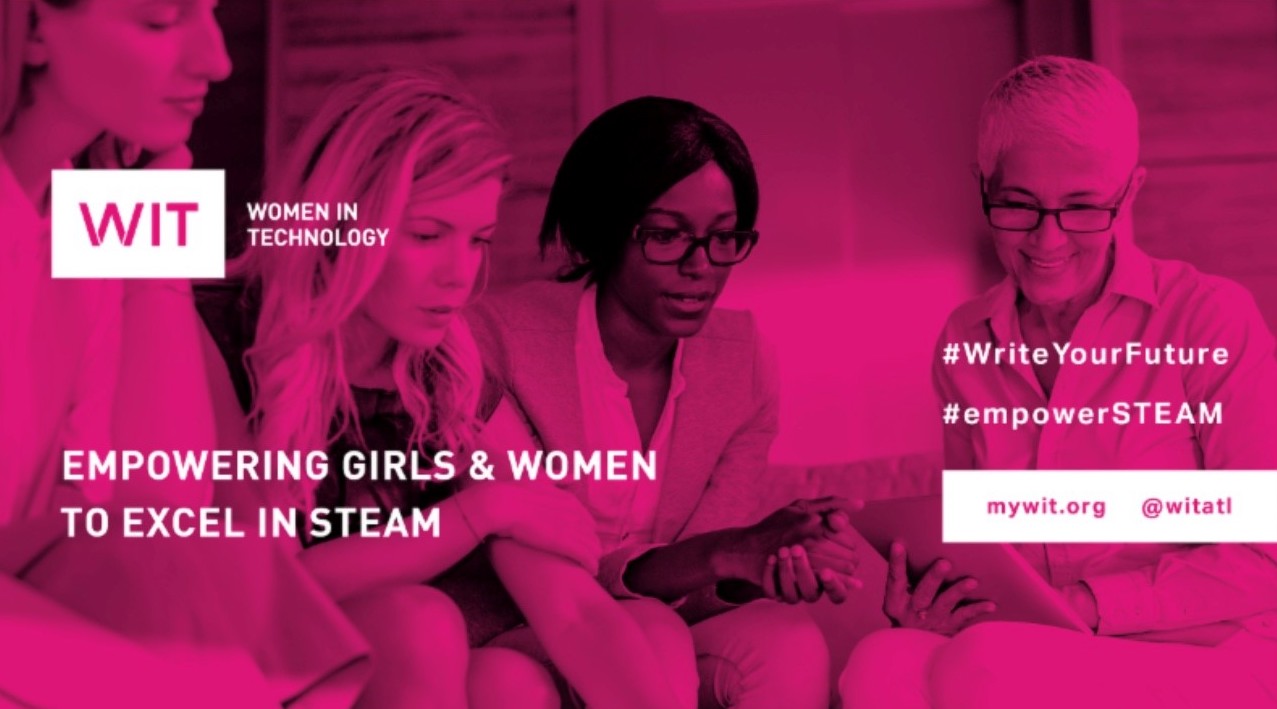 WIT
WOMEN IN
TECHNOLOGY
#WriteYourFuture
#empowerSTEAM
EMPOWERING GIRLS & WOMEN
TO EXCEL IN STEAM
mywit.org @witatl